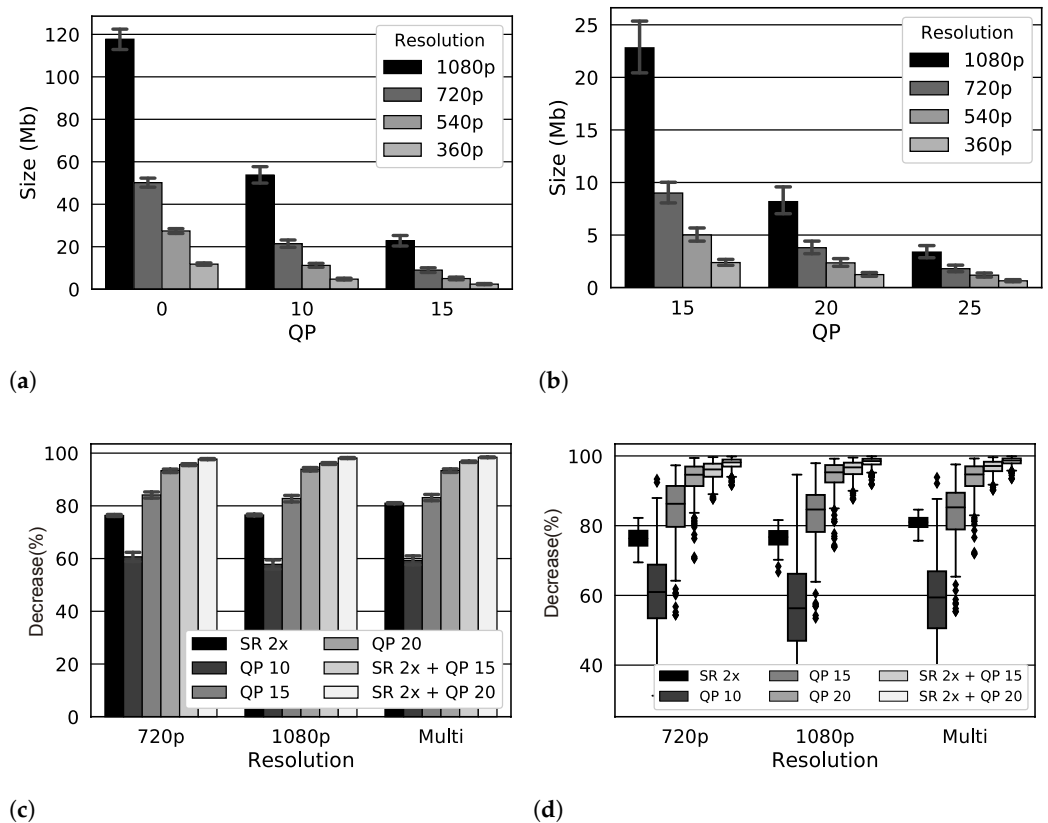 Size (Mb)
120
100
80
60
40
20
0
Resolution
1080p
720p
540p
360p
0 10 15
QP
(a)
Size (Mb)
25
20
15
10
5
0
Resolution
1080p
720p
540p
360p
15 20 25
QP
(b)
Decrease(%)
100
80
60
40
20
0
SR 2x QP 20
QP 10 SR 2x + QP 15
QP 15 SR 2x + QP 20
720p 1080p Multi
Resolution
(c)
Decrease(%)
100
80
60
40
SR 2x QP 15 SR 2x + QP 15
QP 10 QP 20 SR 2x + QP 20
720p 1080p Multi
Resolution
(d)